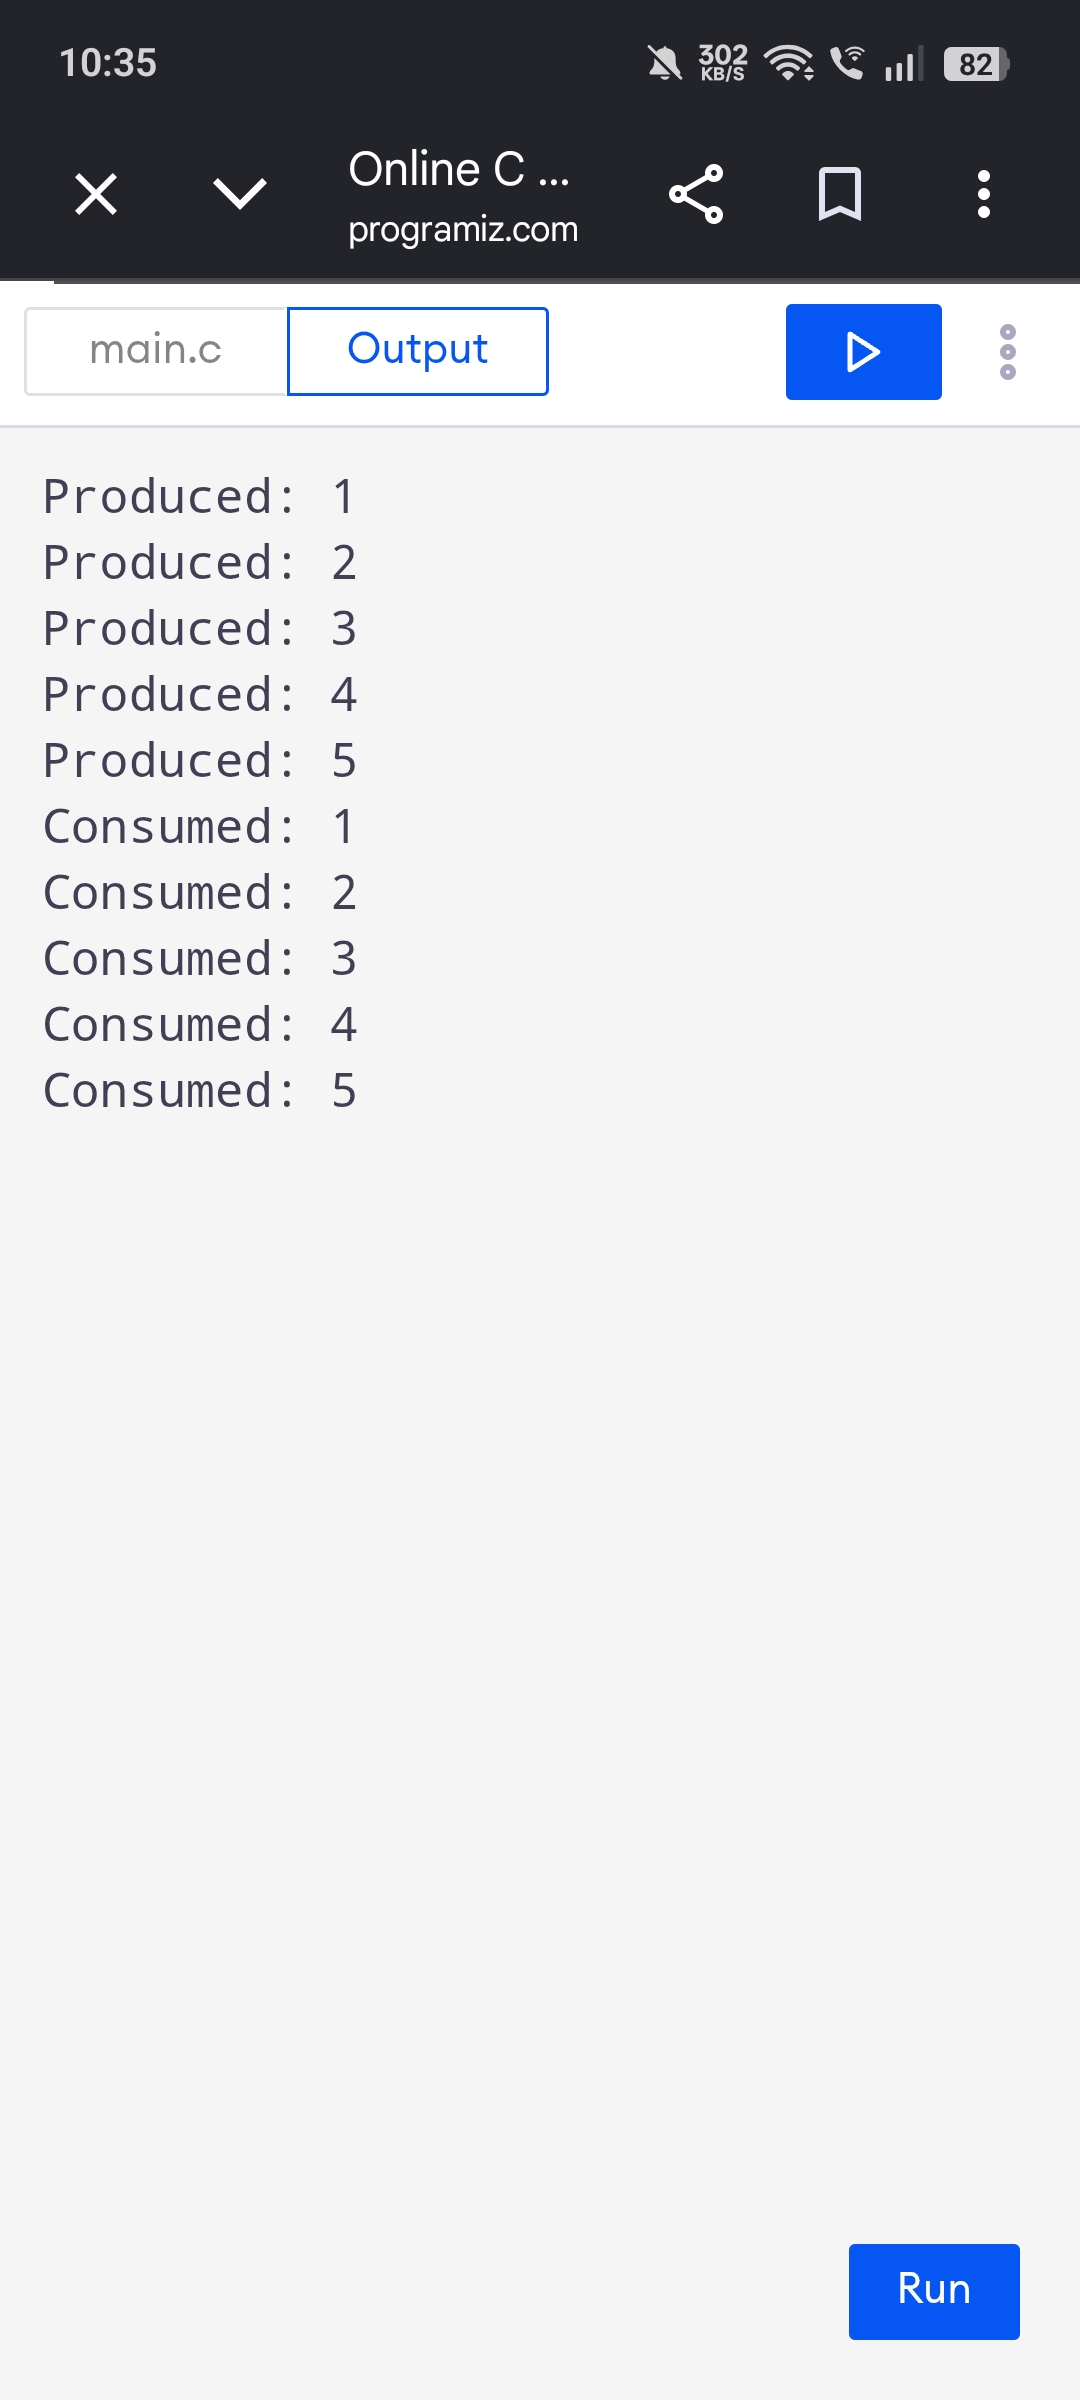 10:35
302
KB/S
82
Online C ...
programiz.com
main.c
Output
Produced: 1
Produced: 2
Produced: 3
Produced: 4
Produced: 5
Consumed: 1
Consumed: 2
Consumed: 3
Consumed: 4
Consumed: 5
Run